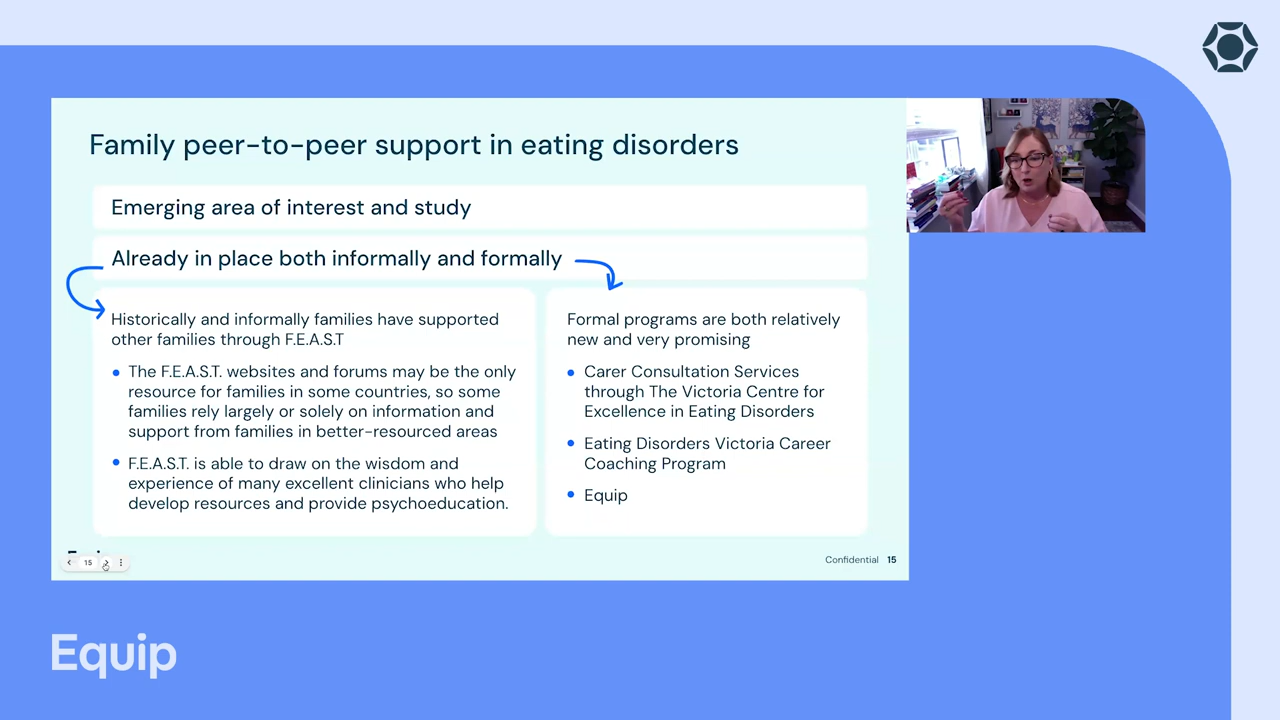 Family peer-to-peer support in eating disorders
Emerging area of interest and study
Already in place both informally and formally
Historically and informally families have supported
other families through F.E.A.S.T
The F.E.A.S.T. websites and forums may be the only
resource for families in some countries, so some
families rely largely or solely on information and
support from families in better-resourced areas
F.E.A.S.T. is able to draw on the wisdom and
experience of many excellent clinicians who help
develop resources and provide psychoeducation.
Formal programs are both relatively
new and very promising
Carer Consultation Services
through The Victoria Centre for
Excellence in Eating Disorders
Eating Disorders Victoria Career
Coaching Program
Equip
15
Confidential 15
Equip